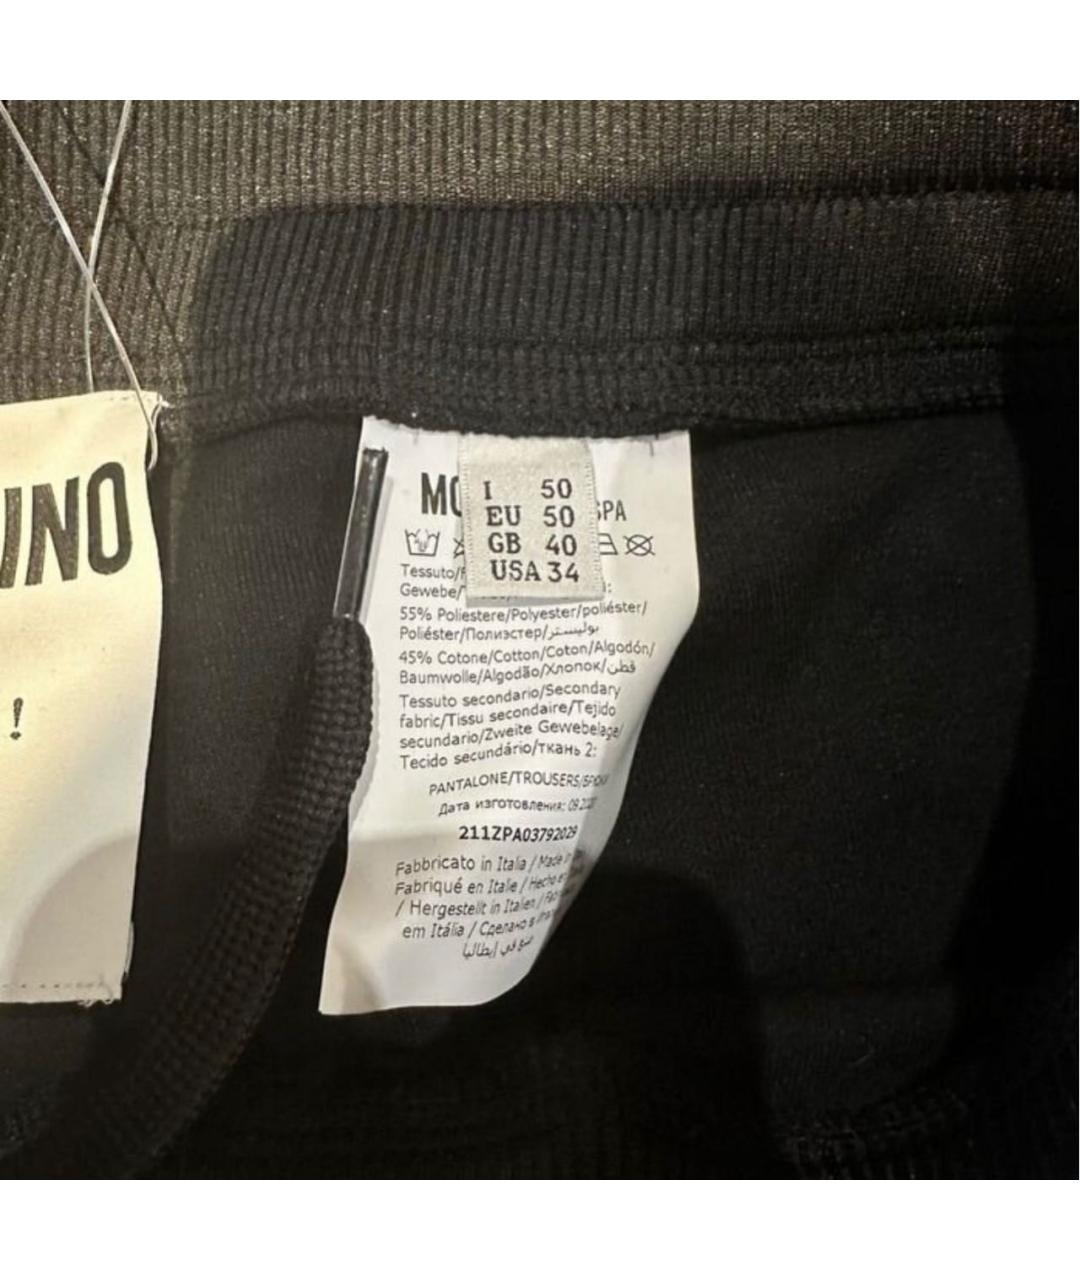 INO
!
MO SPA
I 50
EU 50
GB 40
USA 34
Tessuto/
Gewebe/
55% Poliestere/Polyester/poliéster/
Poliéster/Полиэстер/بوليستر
45% Cotone/Cotton/Coton/Algodón/
Baumwolle/Algodão/Хлопок/قطن
Tessuto secondario/Secondary
fabric/Tissu secondaire/Tejido
secundario/Zweite Gewebelage/
Tecido secundário/ткань 2:
PANTALONE/TROUSERS/
Дата изготовления: 09.2020
211ZPA03792029
Fabbricato in Italia / Made in
Fabriqué en Italie / Hecho en
/ Hergestellt in Italien /
em Itália / Сделано в
صنع في إيطاليا